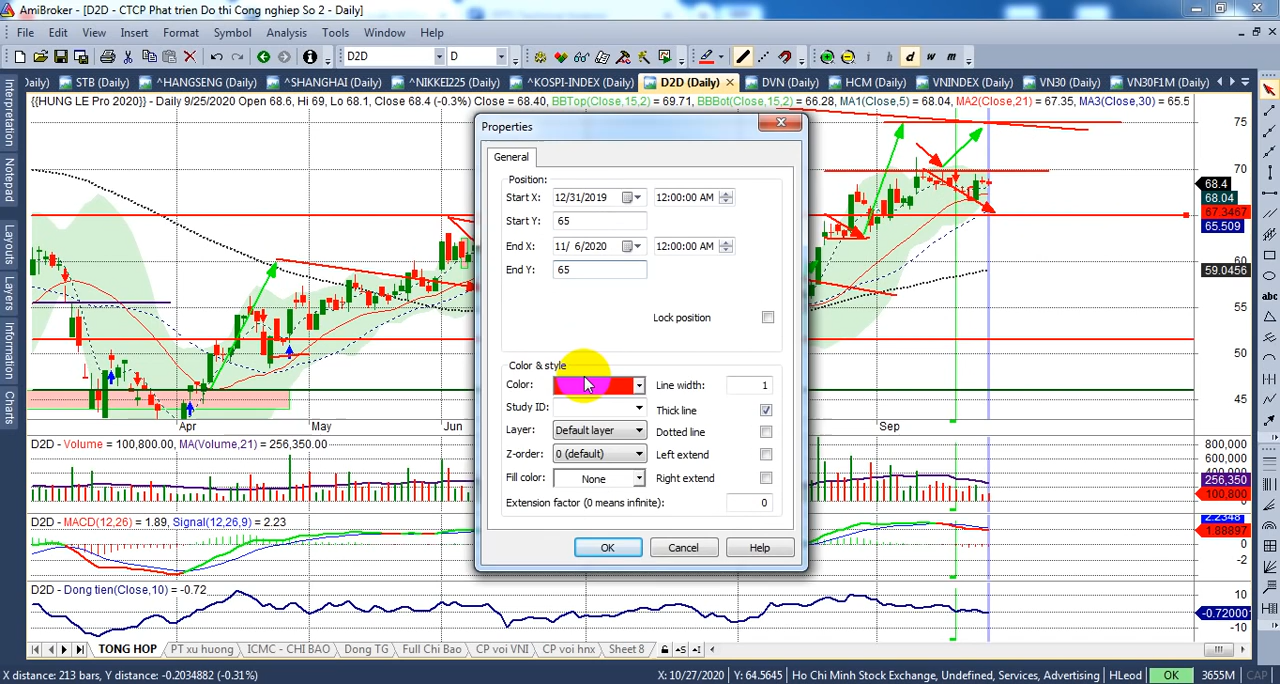 AmiBroker - [D2D - CTCP Phat trien Do thi Cong nghiep So 2 - Daily]
File Edit View Insert Format Symbol Analysis Tools Window Help
D2D D h d w m
Daily) STB (Daily) ^HANGSENG (Daily) ^SHANGHAI (Daily) ^NIKKEI225 (Daily) ^KOSPI-INDEX (Daily) D2D (Daily) DVN (Daily) HCM (Daily) VNINDEX (Daily) VN30 (Daily) VN30F1M (Daily)
{{HUNG LE Pro 2020}} - Daily 9/25/2020 Open 68.6, Hi 69, Lo 68.1, Close 68.4 (-0.3%) Close = 68.40, BBTop(Close,15,2) = 69.71, BBBot(Close,15,2) = 66.28, MA1(Close,5) = 68.04, MA2(Close,21) = 67.35, MA3(Close,30) = 65.5
Interpretation
Notepad
Layouts
Layers
Information
Charts
Properties
General
Position:
Start X: 12/31/2019 12:00:00 AM
Start Y: 65
End X: 11/ 6/2020 12:00:00 AM
End Y: 65
Lock position
Color & style
Color: Line width: 1
Study ID: Thick line
Layer: Default layer Dotted line
Z-order: 0 (default) Left extend
Fill color: None Right extend
Extension factor (0 means infinite): 0
OK Cancel Help
75
70
68.4
68.04
67.3467
65.509
60
59.0456
55
50
45
Apr May Jun Sep
D2D - Volume = 100,800.00, MA(Volume,21) = 256,350.00
800,000
600,000
400,000
256,350
100,800
D2D - MACD(12,26) = 1.89, Signal(12,26,9) = 2.23
2.2348
1.88897
0
-2
D2D - Dong tien(Close,10) = -0.72
10
-0.72000
-10
abc
TONG HOP PT xu huong ICMC - CHI BAO Dong TG Full Chi Bao CP voi VNI CP voi hnx Sheet 8
X distance: 213 bars, Y distance: -0.2034882 (-0.31%) X: 10/27/2020 Y: 64.5645 Ho Chi Minh Stock Exchange, Undefined, Services, Advertising HLeod OK 3655M CAP